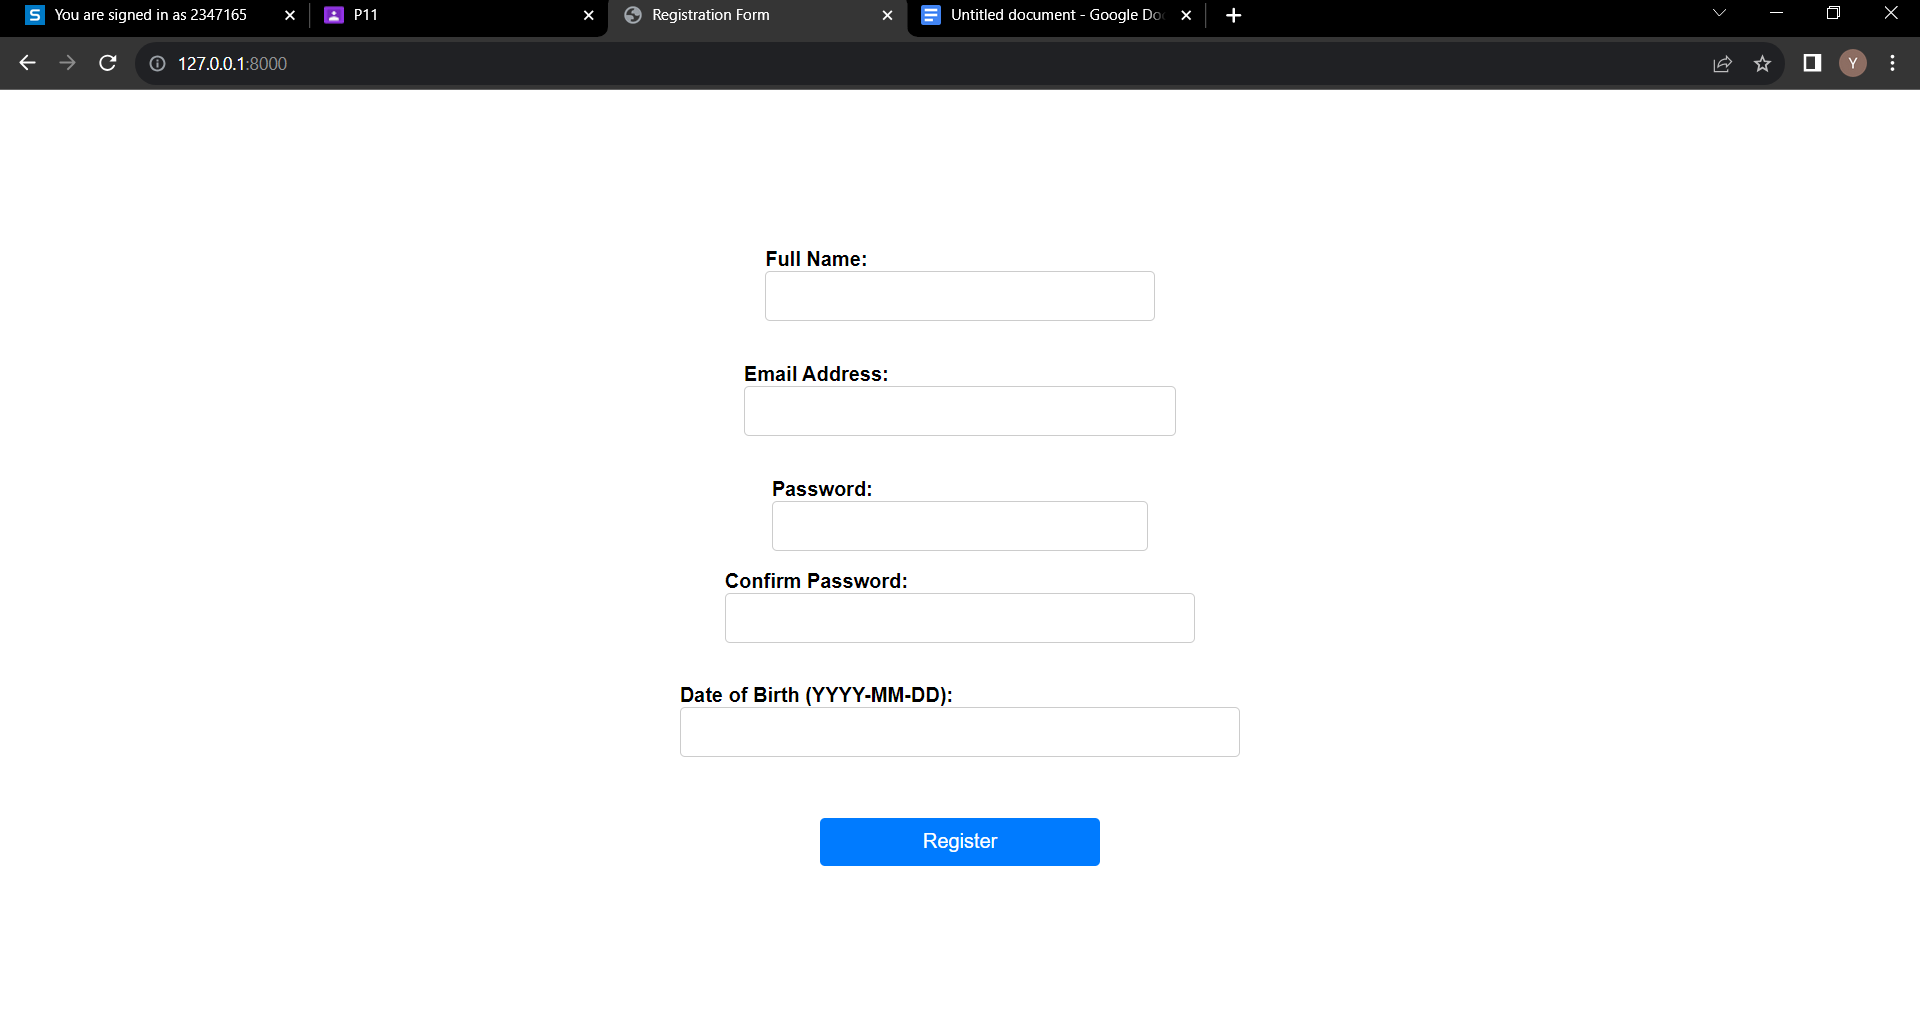 S You are signed in as 2347165
P11
Registration Form
Untitled document - Google Do
127.0.0.1:8000
Y
Full Name:
Email Address:
Password:
Confirm Password:
Date of Birth (YYYY-MM-DD):
Register